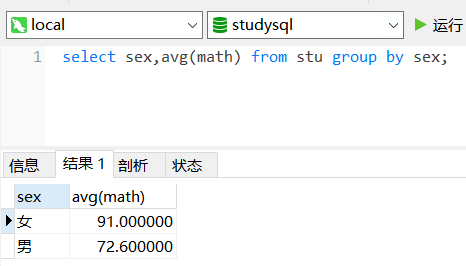 local studysql 运行
1 select sex,avg(math) from stu group by sex;
信息 结果 1 剖析 状态
sex avg(math)
女 91.000000
男 72.600000